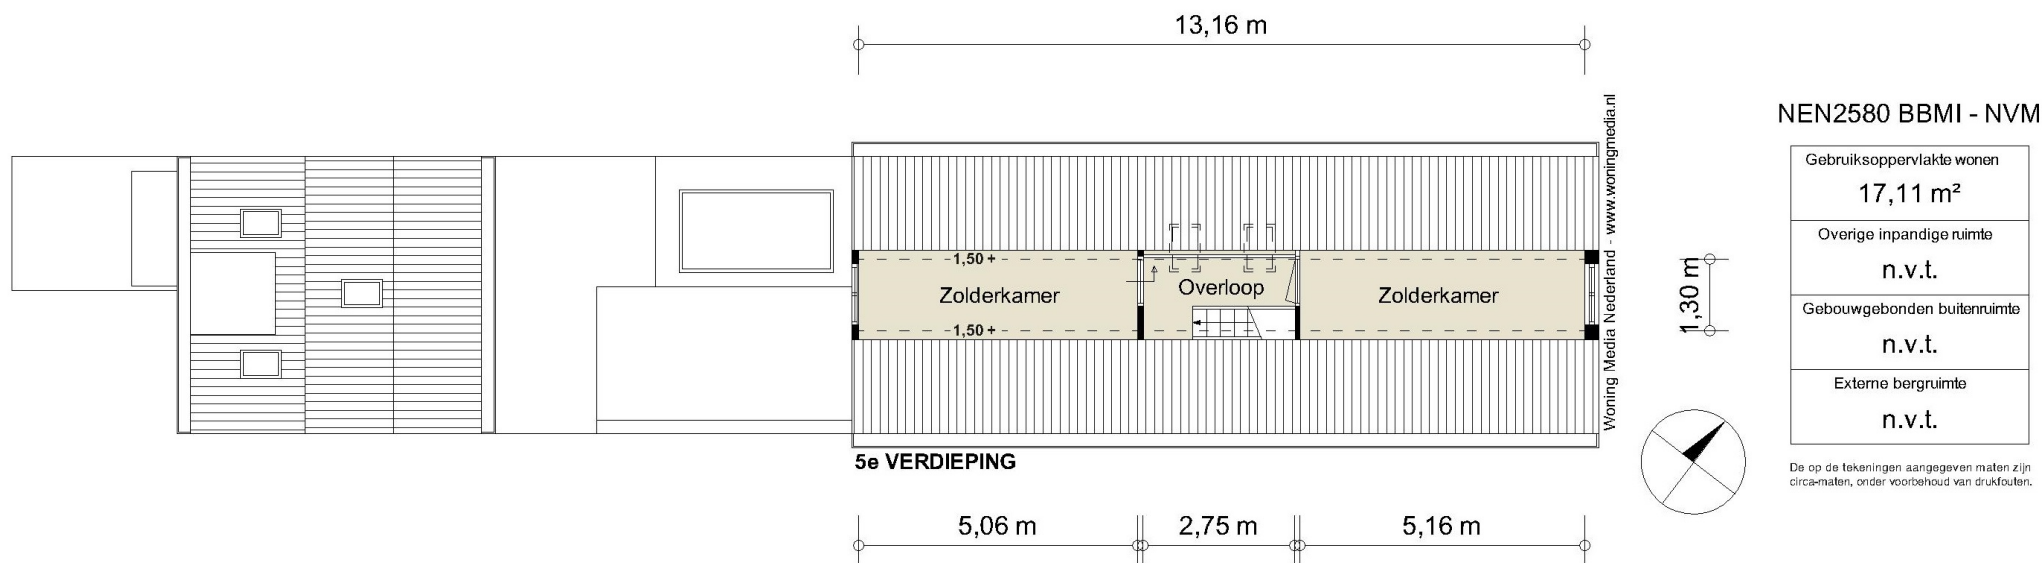 13,16 m
NEN2580 BBMI - NVM
Gebruiksoppervlakte wonen
17,11 m²
Overige inpandige ruimte
n.v.t.
Gebouwgebonden buitenruimte
n.v.t.
Externe bergruimte
n.v.t.
De op de tekeningen aangegeven maten zijn
circa-maten, onder voorbehoud van drukfouten.
Woning Media Nederland - www.woningmedia.nl
1,50 +
Zolderkamer
Overloop
Zolderkamer
1,50 +
1,30 m
5e VERDIEPING
5,06 m
2,75 m
5,16 m